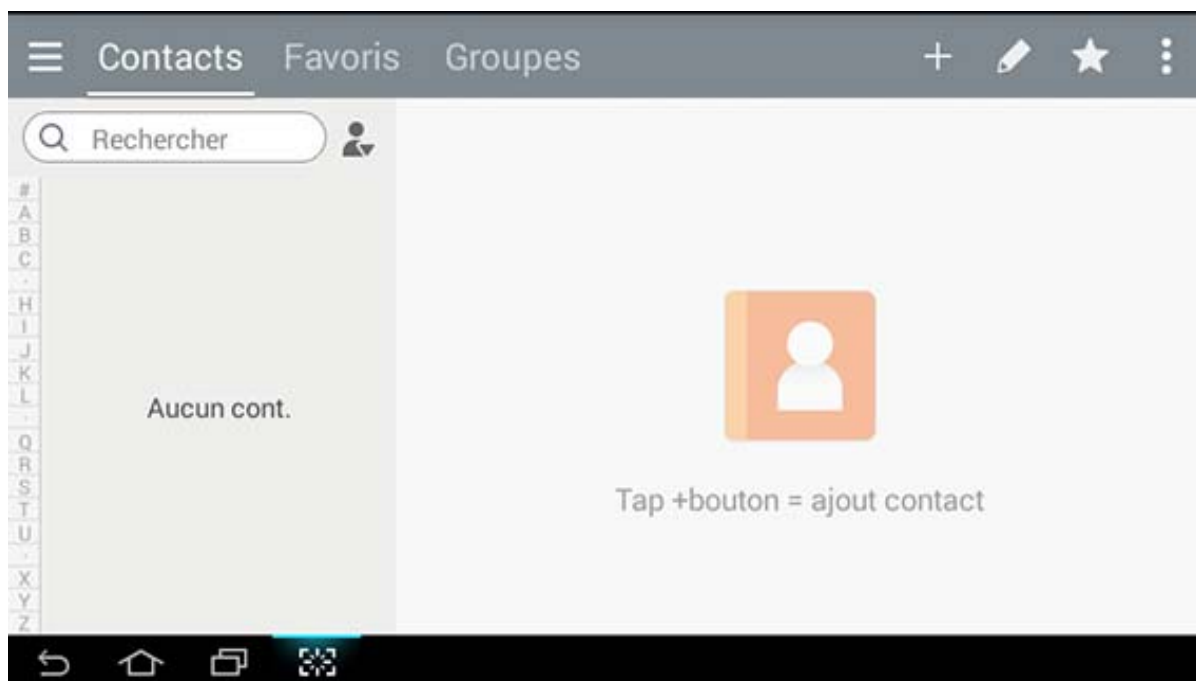 Contacts Favoris Groupes
Rechercher
#
A
B
C
·
H
I
J
K
L
·
Q
R
S
T
U
·
X
Y
Z
Aucun cont.
Tap +bouton = ajout contact